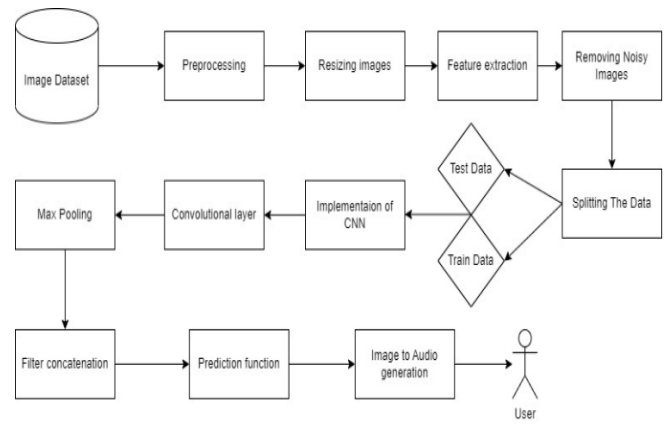 Image Dataset
Preprocessing
Resizing images
Feature extraction
Removing Noisy
Images
Test Data
Train Data
Splitting The Data
Implementaion of
CNN
Convolutional layer
Max Pooling
Filter concatenation
Prediction function
Image to Audio
generation
User